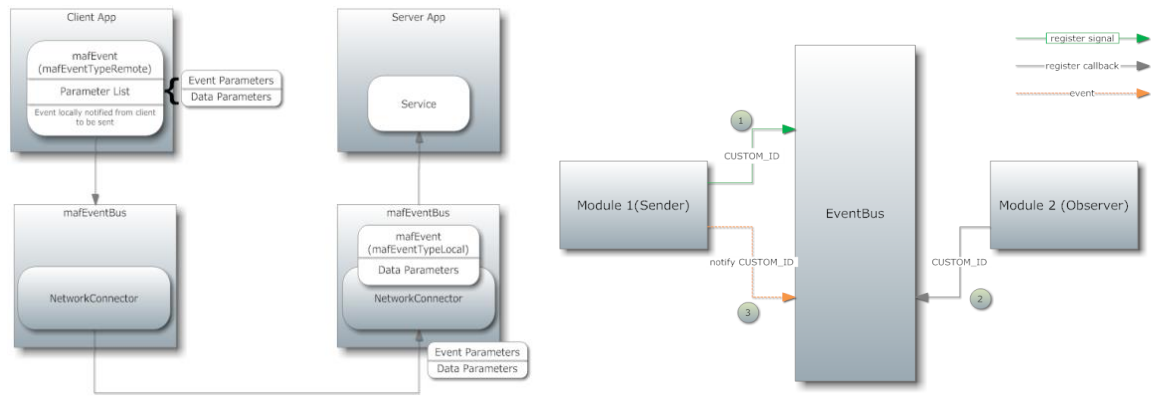 Client App
mafEvent
(mafEventTypeRemote)
Parameter List
Event locally notified from client
to be sent
Event Parameters
Data Parameters
Server App
Service
mafEventBus
NetworkConnector
mafEventBus
mafEvent
(mafEventTypeLocal)
Data Parameters
NetworkConnector
Event Parameters
Data Parameters
register signal
register callback
event
1
CUSTOM_ID
Module 1(Sender)
EventBus
Module 2 (Observer)
notify CUSTOM_ID
CUSTOM_ID
2
3